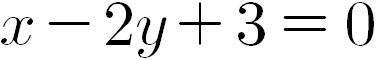 x − 2y + 3 = 0